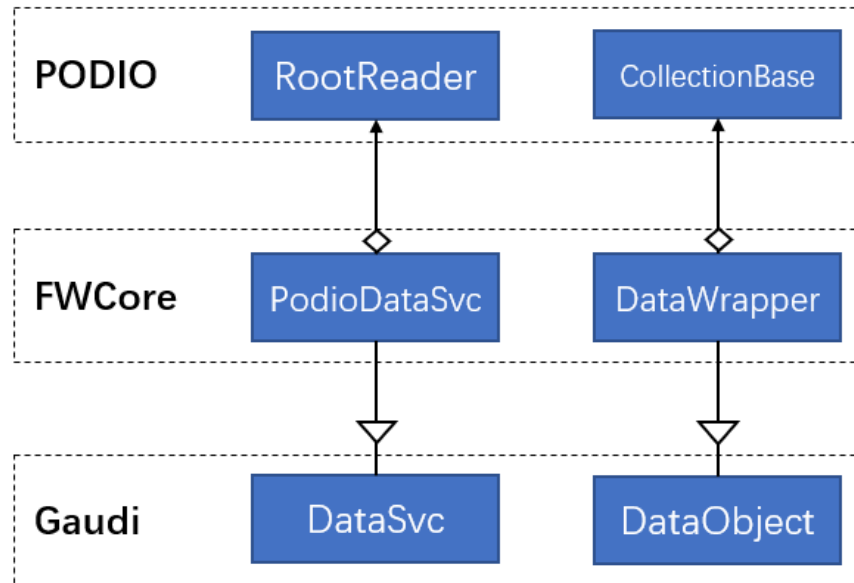 PODIO
RootReader
CollectionBase
FWCore
PodioDataSvc
DataWrapper
Gaudi
DataSvc
DataObject